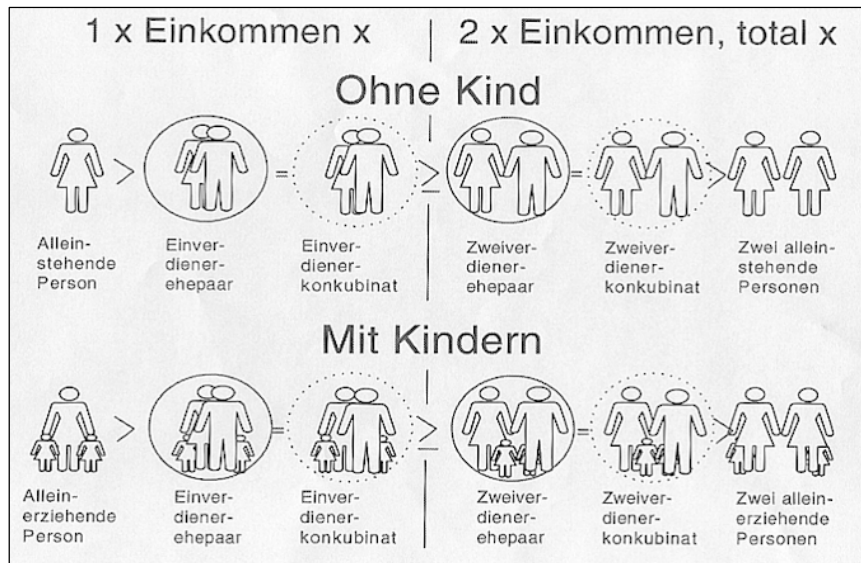 1 x Einkommen x | 2 x Einkommen, total x
Ohne Kind
> = ≥ = >
Allein-
stehende
Person
Einver-
diener-
ehepaar
Einver-
diener-
konkubinat
Zweiver-
diener-
ehepaar
Zweiver-
diener-
konkubinat
Zwei allein-
stehende
Personen
Mit Kindern
> = ≥ = >
Allein-
erziehende
Person
Einver-
diener-
ehepaar
Einver-
diener-
konkubinat
Zweiver-
diener-
ehepaar
Zweiver-
diener-
konkubinat
Zwei allein-
erziehende
Personen